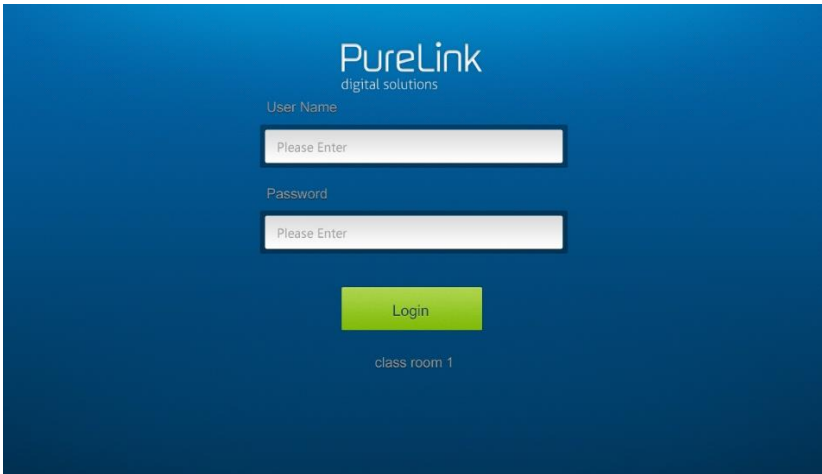 PureLink
digital solutions
User Name
Please Enter
Password
Please Enter
Login
class room 1